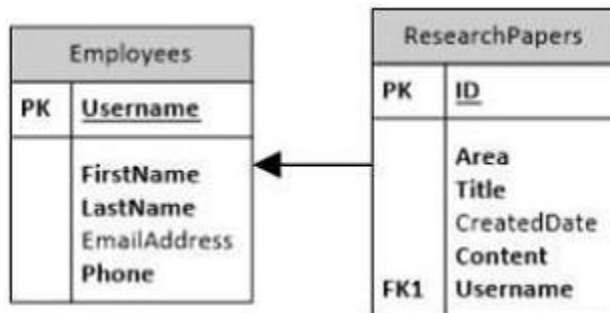 Employees
PK Username
FirstName
LastName
EmailAddress
Phone
ResearchPapers
PK ID
Area
Title
CreatedDate
Content
FK1 Username